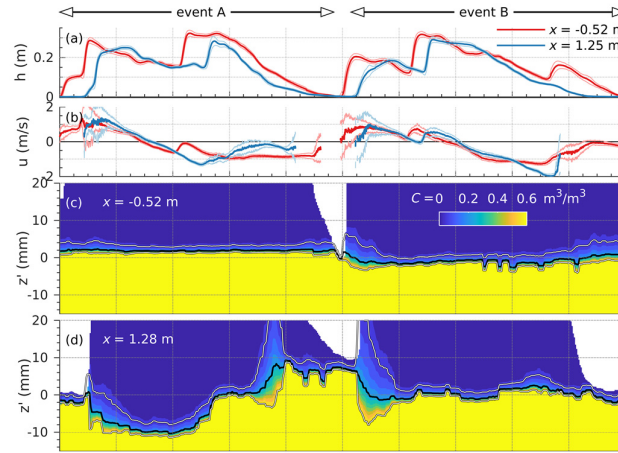 event A event B
(a) x = -0.52 m
x = 1.25 m
h (m)
0.2
0
(b)
u (m/s)
2
0
-2
(c) x = -0.52 m
C = 0 0.2 0.4 0.6 m³/m³
z' (mm)
20
10
0
-10
(d) x = 1.28 m
z' (mm)
20
10
0
-10